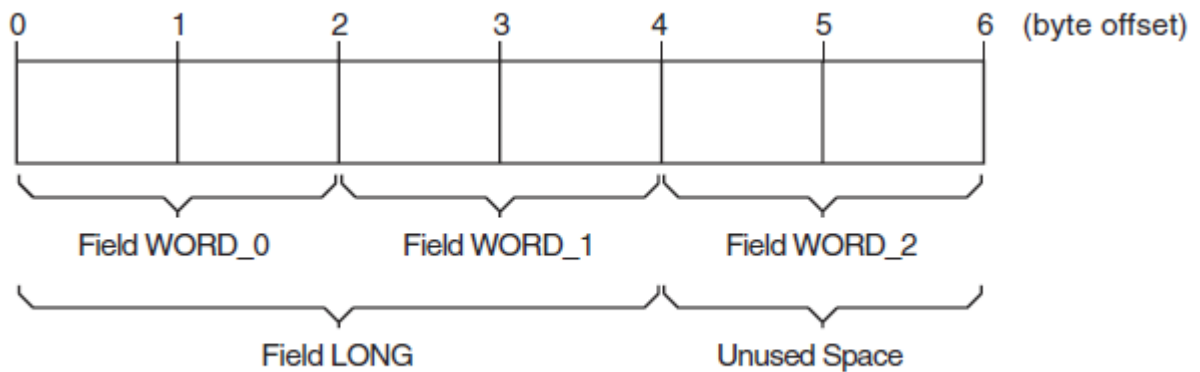 0 1 2 3 4 5 6 (byte offset)
Field WORD_0 Field WORD_1 Field WORD_2
Field LONG Unused Space